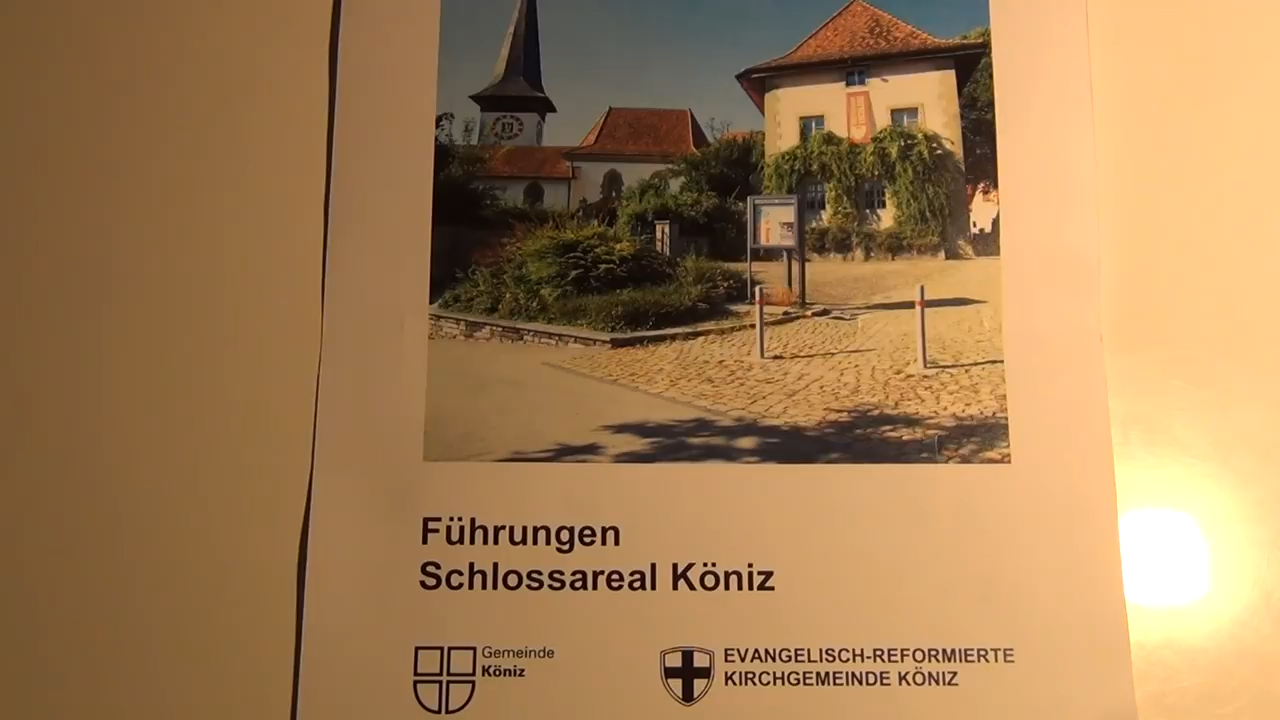 Führungen
Schlossareal Köniz
Gemeinde
Köniz
EVANGELISCH-REFORMIERTE
KIRCHGEMEINDE KÖNIZ